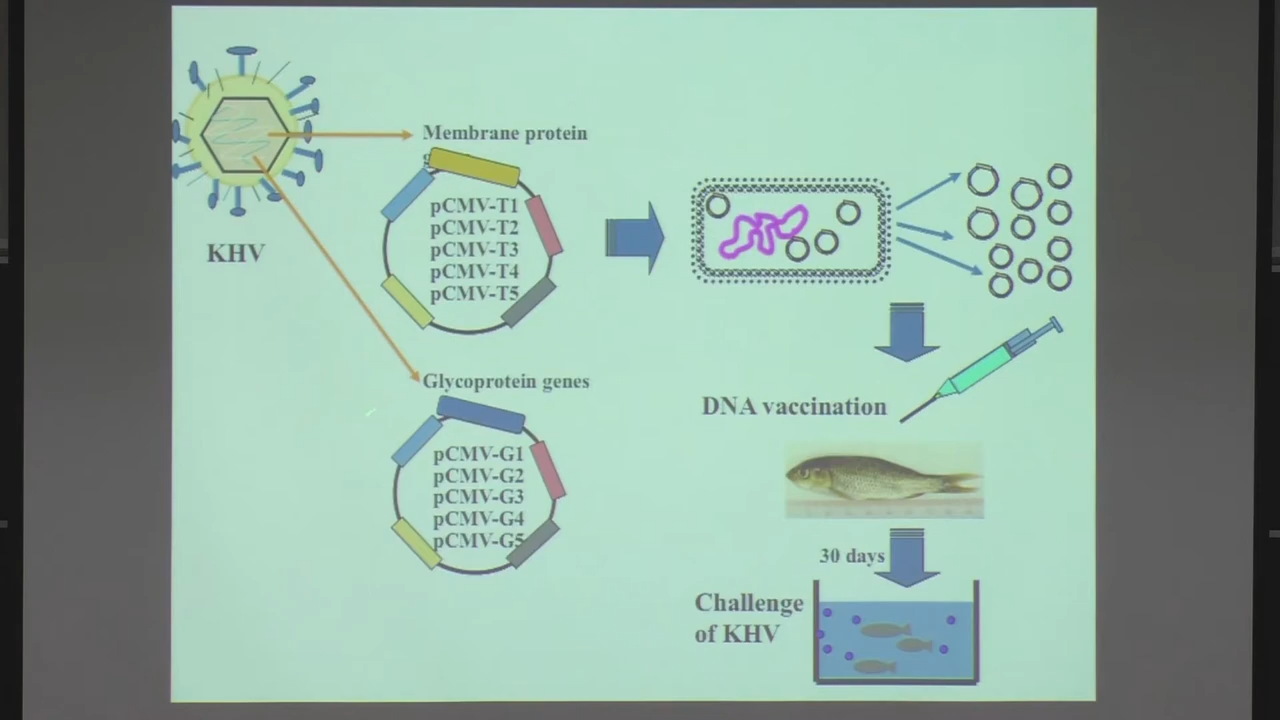 KHV
Membrane protein
pCMV-T1
pCMV-T2
pCMV-T3
pCMV-T4
pCMV-T5
Glycoprotein genes
pCMV-G1
pCMV-G2
pCMV-G3
pCMV-G4
pCMV-G5
DNA vaccination
30 days
Challenge
of KHV